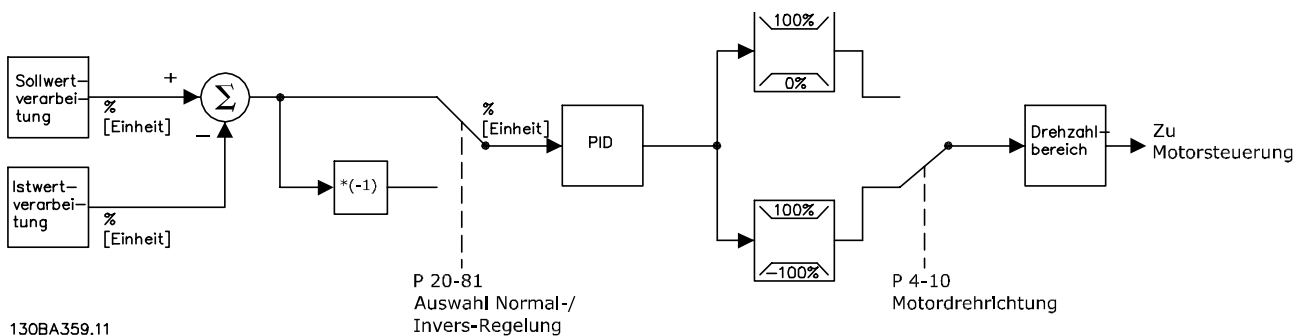 Sollwert-
verarbei-
tung
+
%
[Einheit]
Σ
−
Istwert-
verarbei-
tung
%
[Einheit]
*(-1)
%
[Einheit]
PID
100%
0%
100%
-100%
Drehzahl-
bereich
Zu
Motorsteuerung
P 20-81
Auswahl Normal-/
Invers-Regelung
P 4-10
Motordrehrichtung
130BA359.11